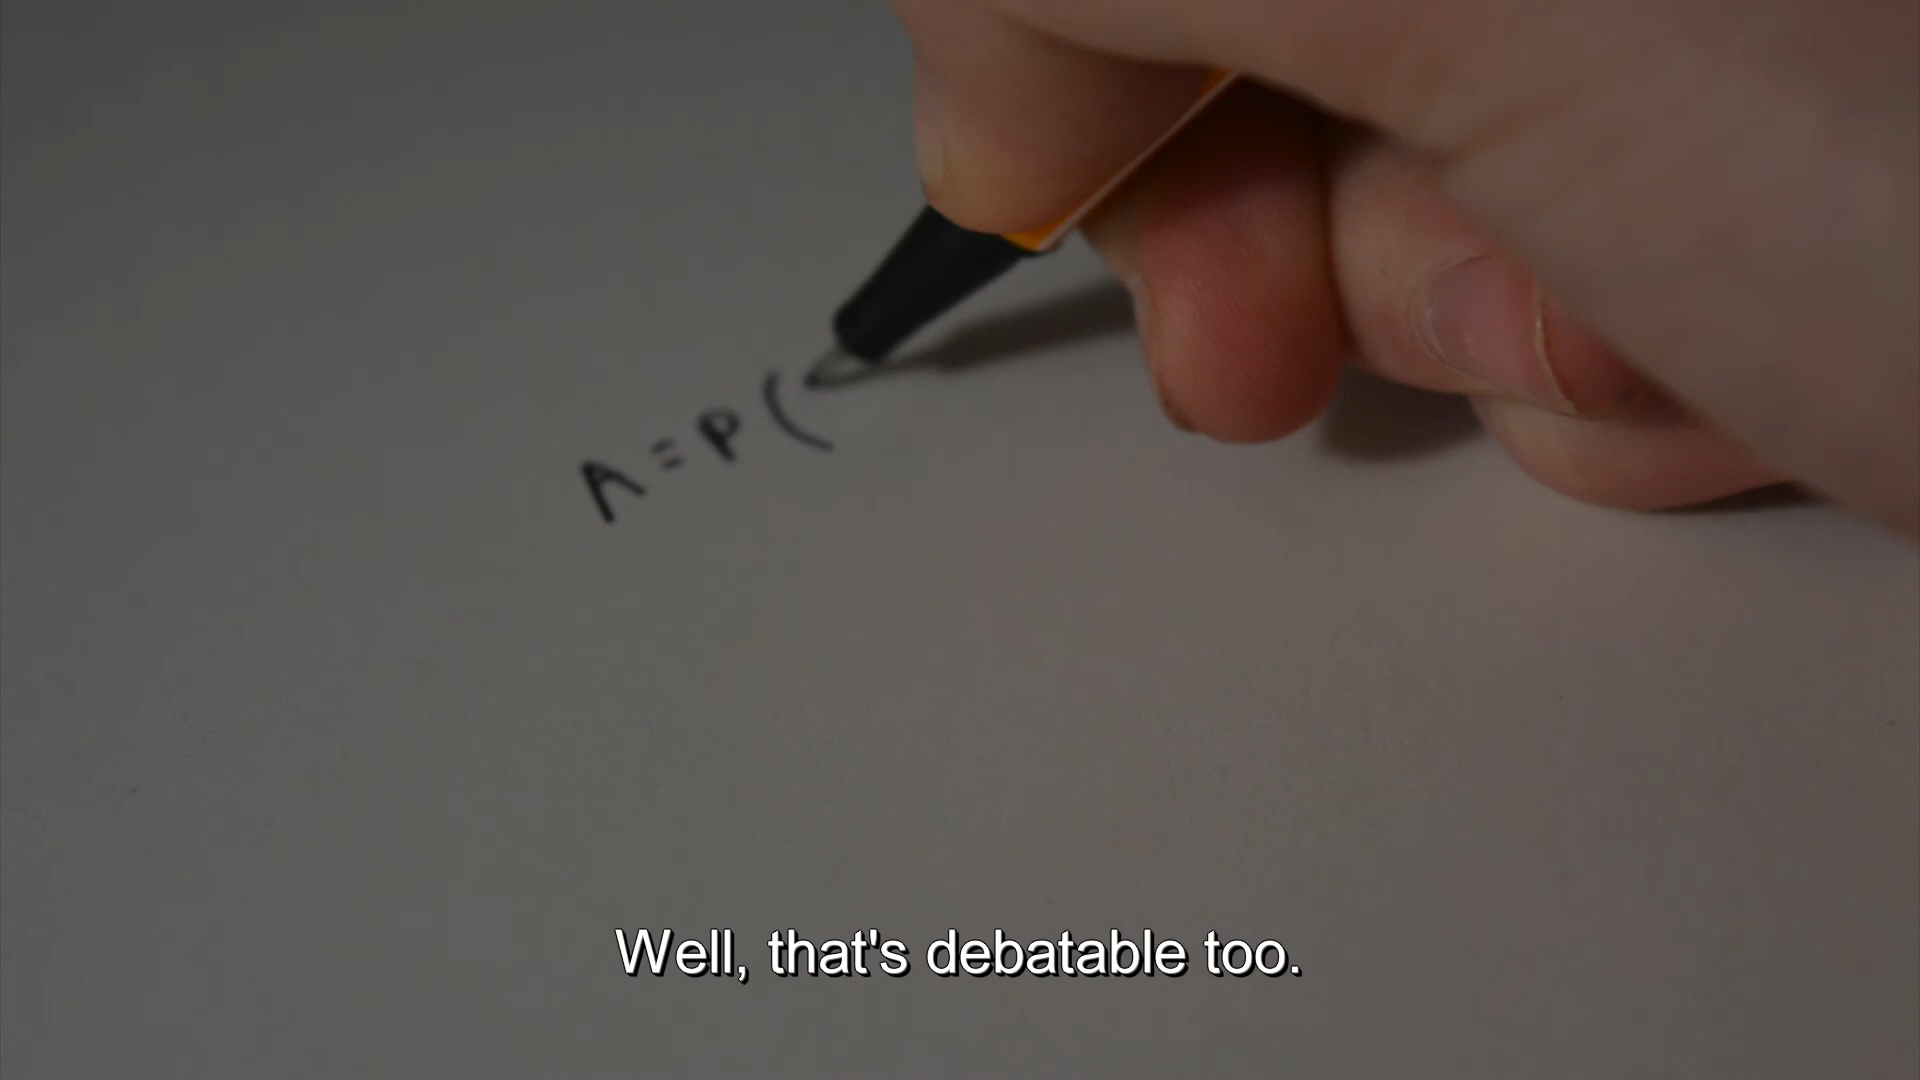 A = P (
Well, that's debatable too.